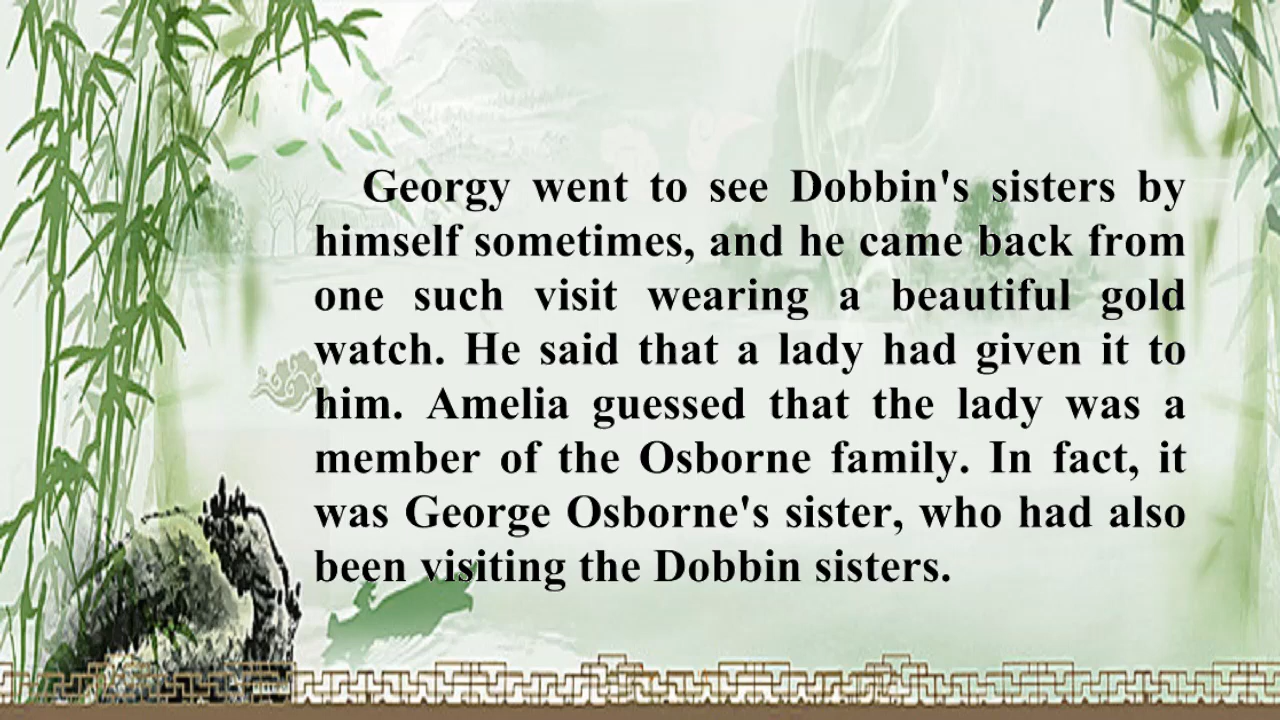 Georgy went to see Dobbin's sisters by
himself sometimes, and he came back from
one such visit wearing a beautiful gold
watch. He said that a lady had given it to
him. Amelia guessed that the lady was a
member of the Osborne family. In fact, it
was George Osborne's sister, who had also
been visiting the Dobbin sisters.